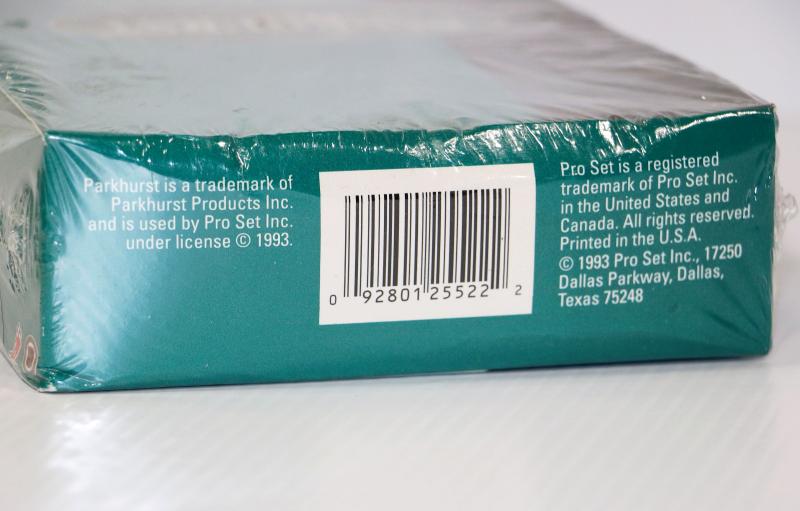 Parkhurst is a trademark of
Parkhurst Products Inc.
and is used by Pro Set Inc.
under license © 1993.
0 92801 25522 2
Pro Set is a registered
trademark of Pro Set Inc.
in the United States and
Canada. All rights reserved.
Printed in the U.S.A.
© 1993 Pro Set Inc., 17250
Dallas Parkway, Dallas,
Texas 75248